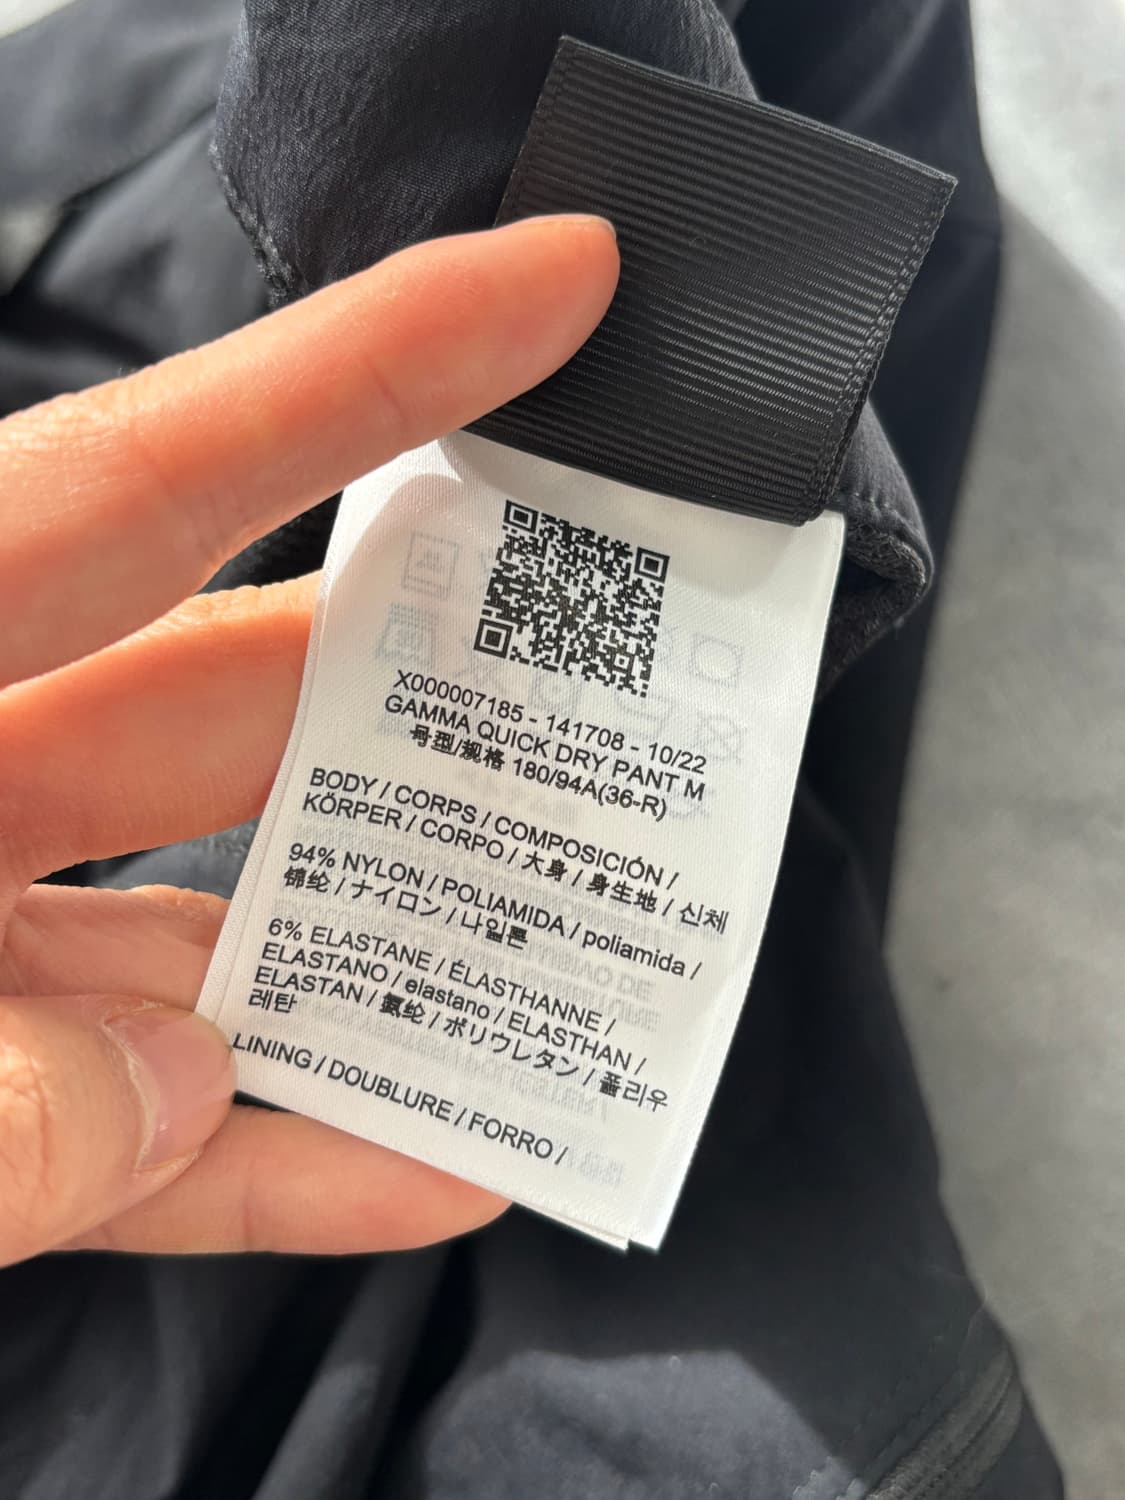 X000007185 - 141708 - 10/22
GAMMA QUICK DRY PANT M
号型/规格 180/94A(36-R)
BODY / CORPS / COMPOSICIÓN /
KÖRPER / CORPO / 大身 / 身生地 / 신체
94% NYLON / POLIAMIDA / poliamida /
锦纶 / ナイロン / 나일론
6% ELASTANE / ÉLASTHANNE /
ELASTANO / elastano / ELASTHAN /
ELASTAN / 氨纶 / ポリウレタン / 폴리우
레탄
LINING / DOUBLURE / FORRO /